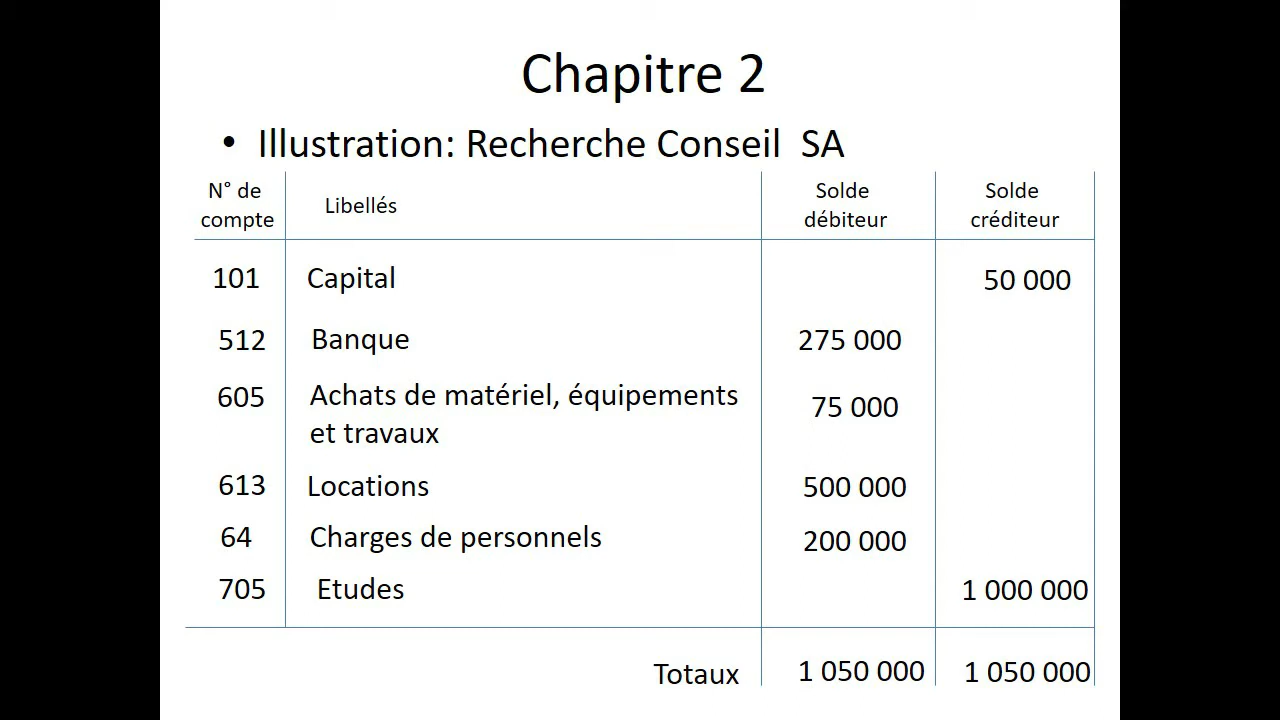 Chapitre 2
• Illustration: Recherche Conseil  SA
N° de compte Libellés Solde débiteur Solde créditeur
101 Capital 50 000
512 Banque 275 000
605 Achats de matériel, équipements 75 000
et travaux
613 Locations 500 000
64 Charges de personnels 200 000
705 Etudes 1 000 000
Totaux 1 050 000 1 050 000